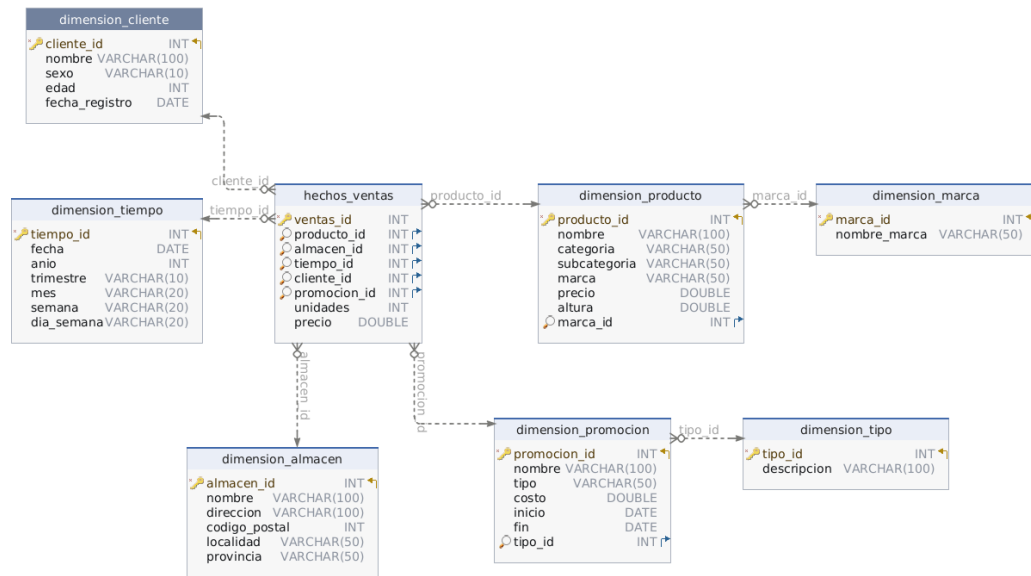 dimension_cliente
cliente_id INT
nombre VARCHAR(100)
sexo VARCHAR(10)
edad INT
fecha_registro DATE
cliente_id
dimension_tiempo
tiempo_id INT
fecha DATE
anio INT
trimestre VARCHAR(10)
mes VARCHAR(20)
semana VARCHAR(20)
dia_semana VARCHAR(20)
tiempo_id
hechos_ventas
ventas_id INT
producto_id INT
almacen_id INT
tiempo_id INT
cliente_id INT
promocion_id INT
unidades INT
precio DOUBLE
producto_id
dimension_producto
producto_id INT
nombre VARCHAR(100)
categoria VARCHAR(50)
subcategoria VARCHAR(50)
marca VARCHAR(50)
precio DOUBLE
altura DOUBLE
marca_id INT
marca_id
dimension_marca
marca_id INT
nombre_marca VARCHAR(50)
almacen_id
promocion_id
dimension_almacen
almacen_id INT
nombre VARCHAR(100)
direccion VARCHAR(100)
codigo_postal INT
localidad VARCHAR(50)
provincia VARCHAR(50)
dimension_promocion
promocion_id INT
nombre VARCHAR(100)
tipo VARCHAR(50)
costo DOUBLE
inicio DATE
fin DATE
tipo_id INT
tipo_id
dimension_tipo
tipo_id INT
descripcion VARCHAR(100)